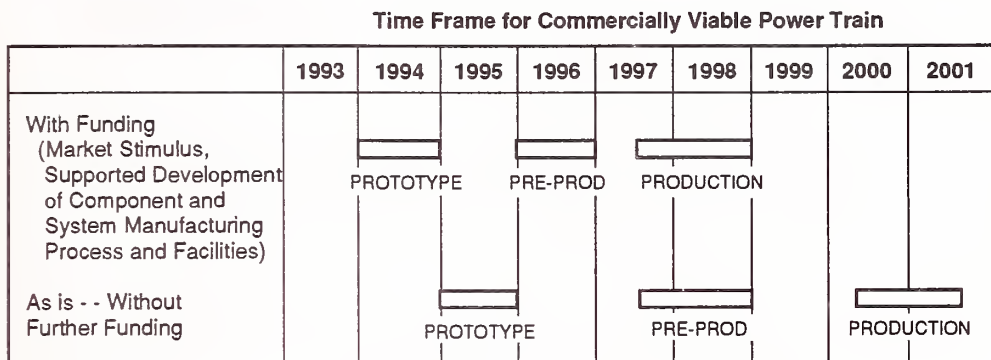 Time Frame for Commercially Viable Power Train
1993 1994 1995 1996 1997 1998 1999 2000 2001
With Funding
(Market Stimulus,
Supported Development
of Component and
System Manufacturing
Process and Facilities)
PROTOTYPE PRE-PROD PRODUCTION
As is - - Without
Further Funding
PROTOTYPE PRE-PROD PRODUCTION